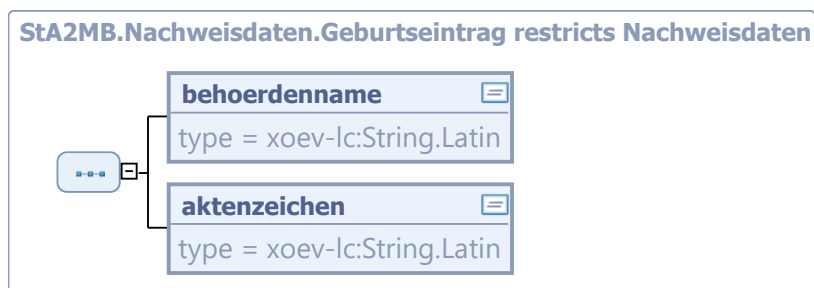 StA2MB.Nachweisdaten.Geburtseintrag restricts Nachweisdaten
behoerdenname
type = xoev-lc:String.Latin
aktenzeichen
type = xoev-lc:String.Latin